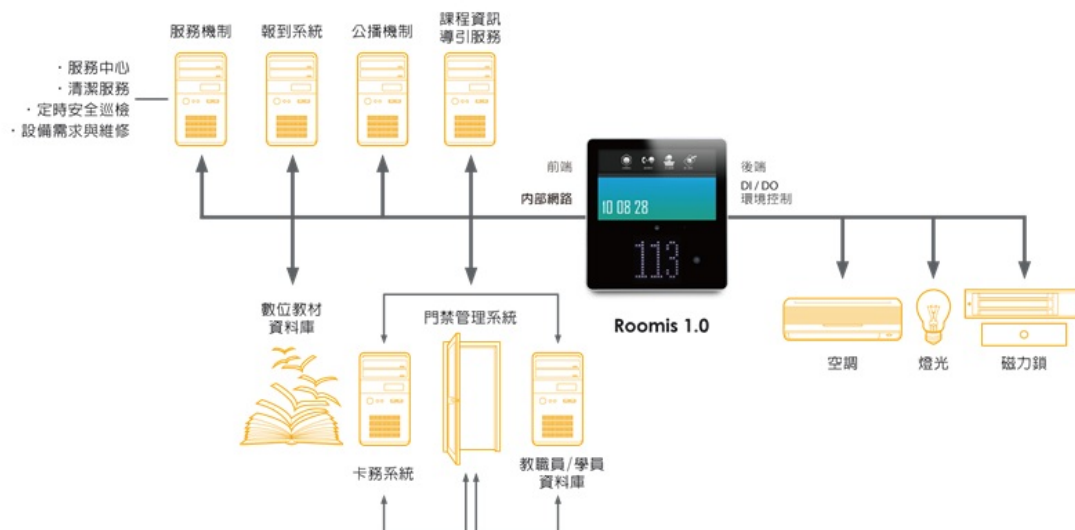 服務機制
報到系統
公播機制
課程資訊
導引服務
· 服務中心
· 清潔服務
· 定時安全巡檢
· 設備需求與維修
前端
內部網路
後端
DI / DO
環境控制
10 08 28
113
Roomis 1.0
數位教材
資料庫
門禁管理系統
空調
燈光
磁力鎖
卡務系統
教職員/學員
資料庫